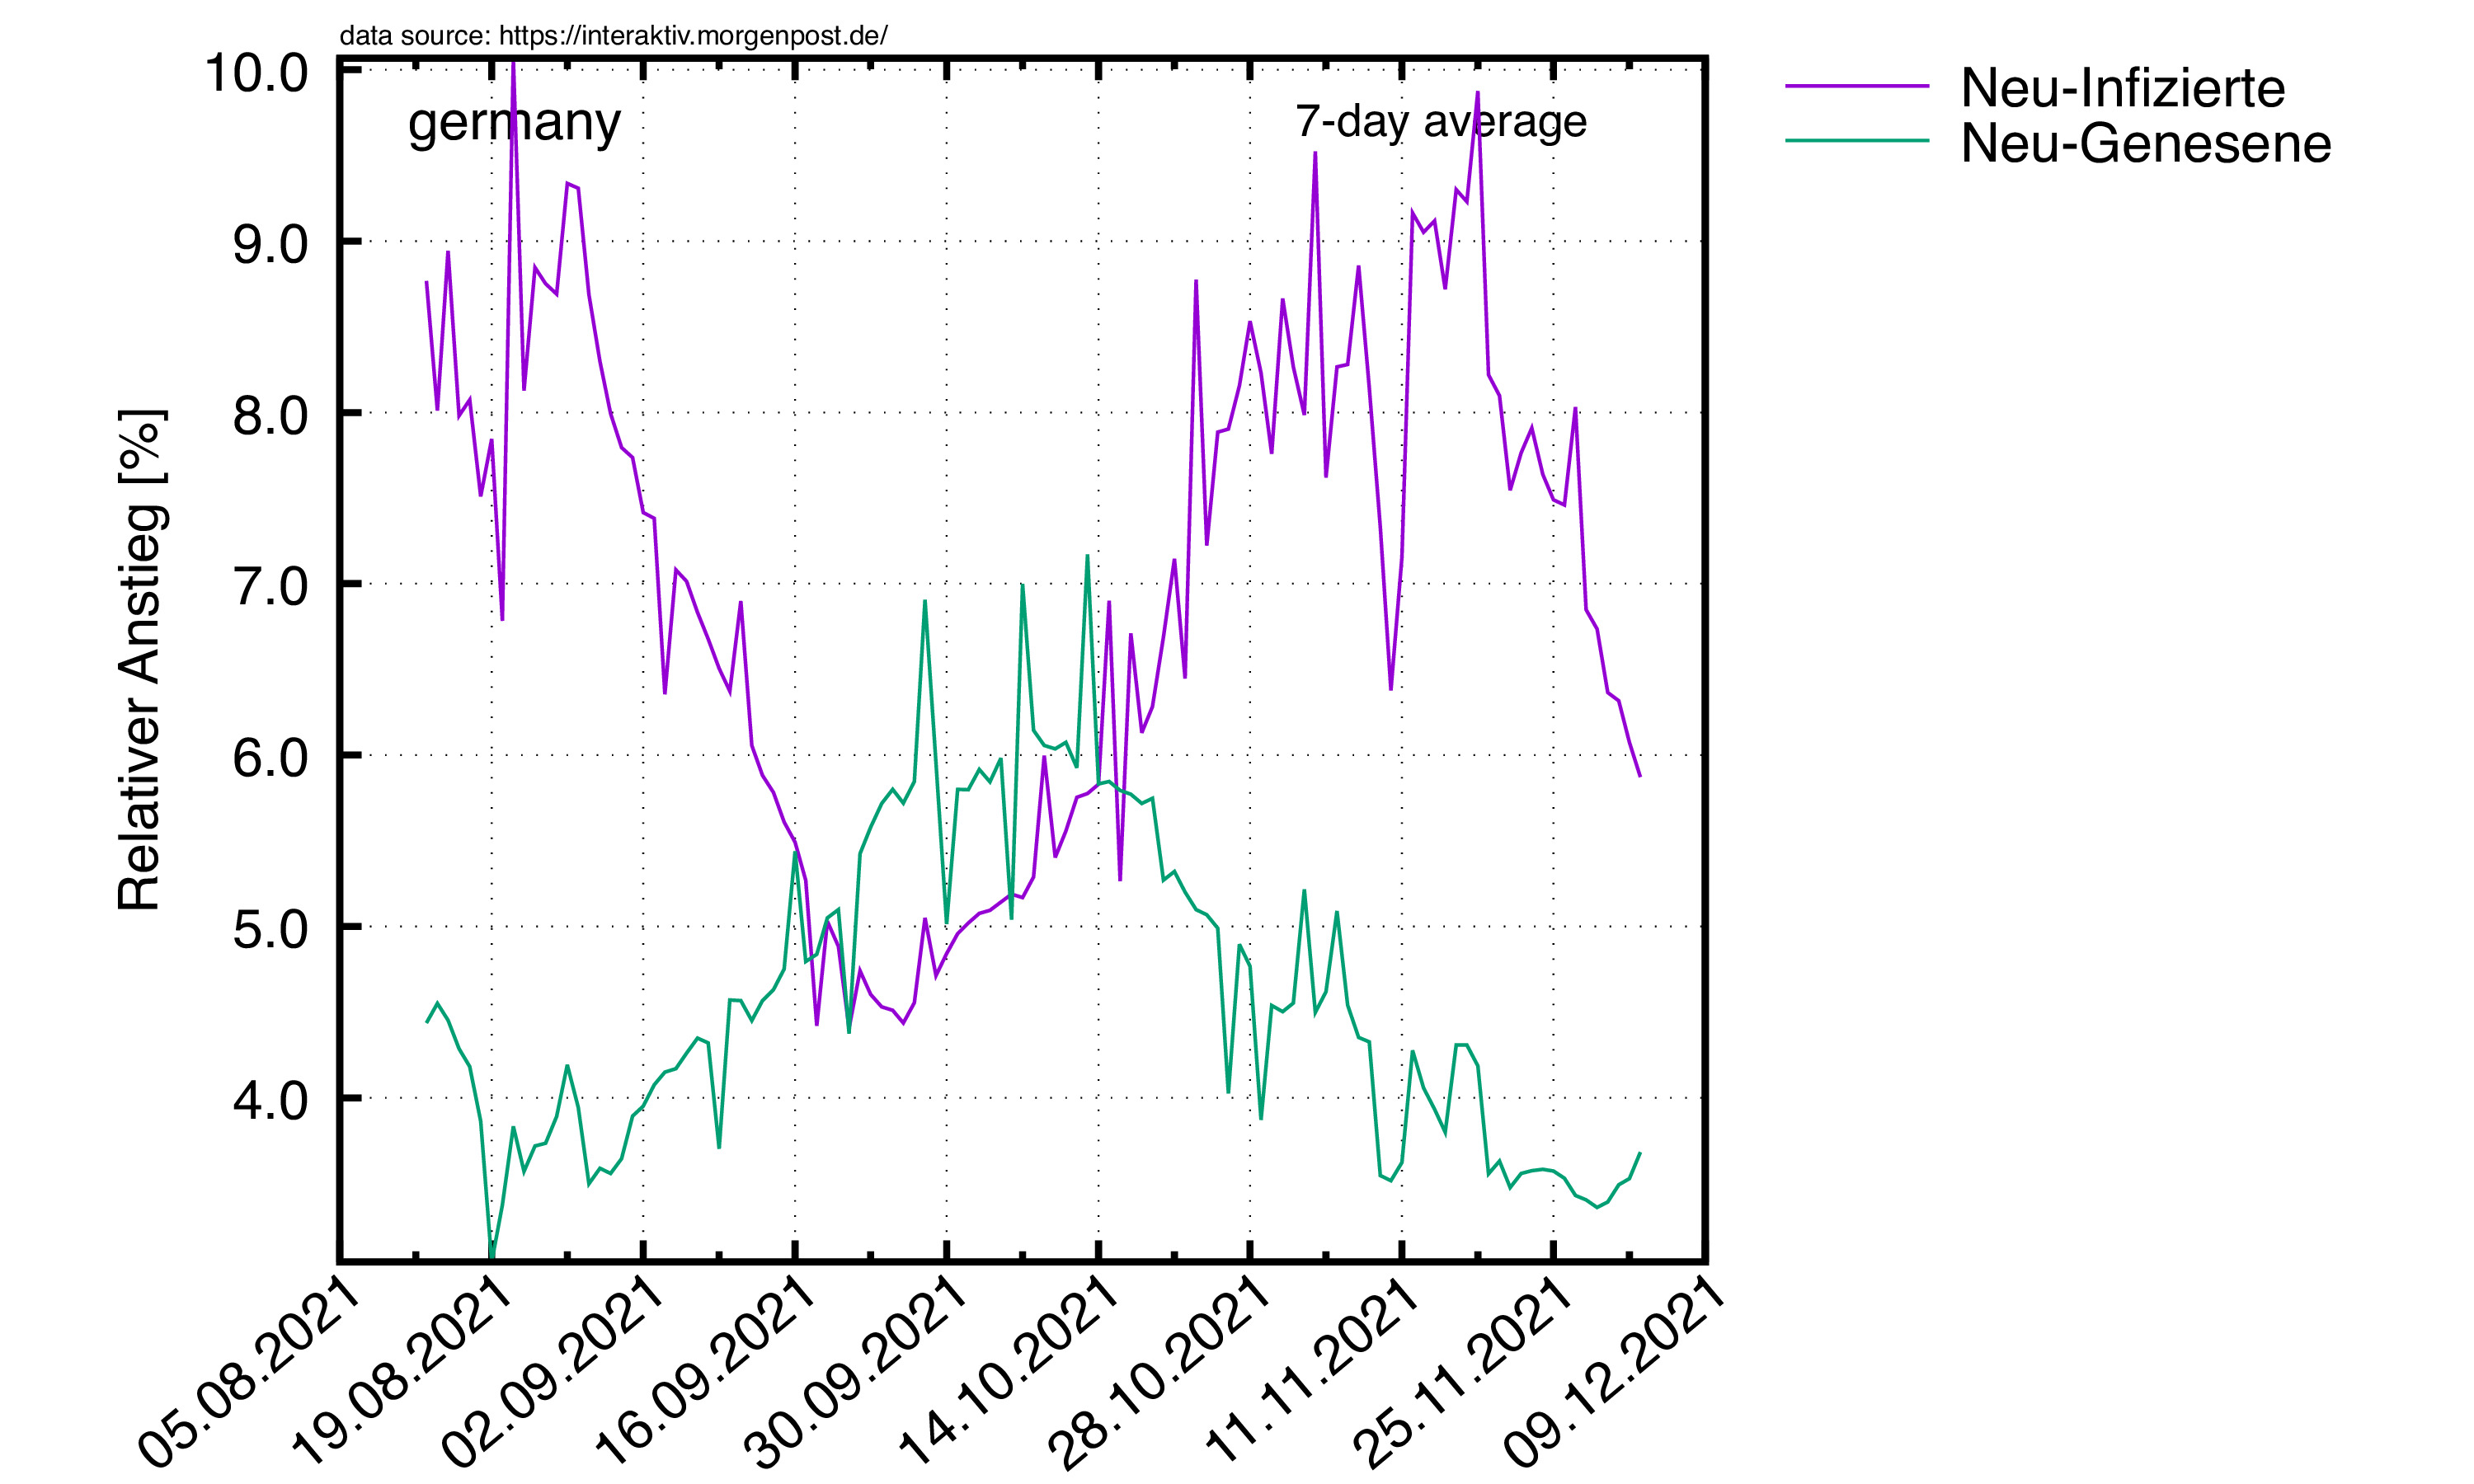 data source: https://interaktiv.morgenpost.de/
germany
7-day average
Neu-Infizierte
Neu-Genesene
Relativer Anstieg [%]
10.0
9.0
8.0
7.0
6.0
5.0
4.0
05.08.2021
19.08.2021
02.09.2021
16.09.2021
30.09.2021
14.10.2021
28.10.2021
11.11.2021
25.11.2021
09.12.2021